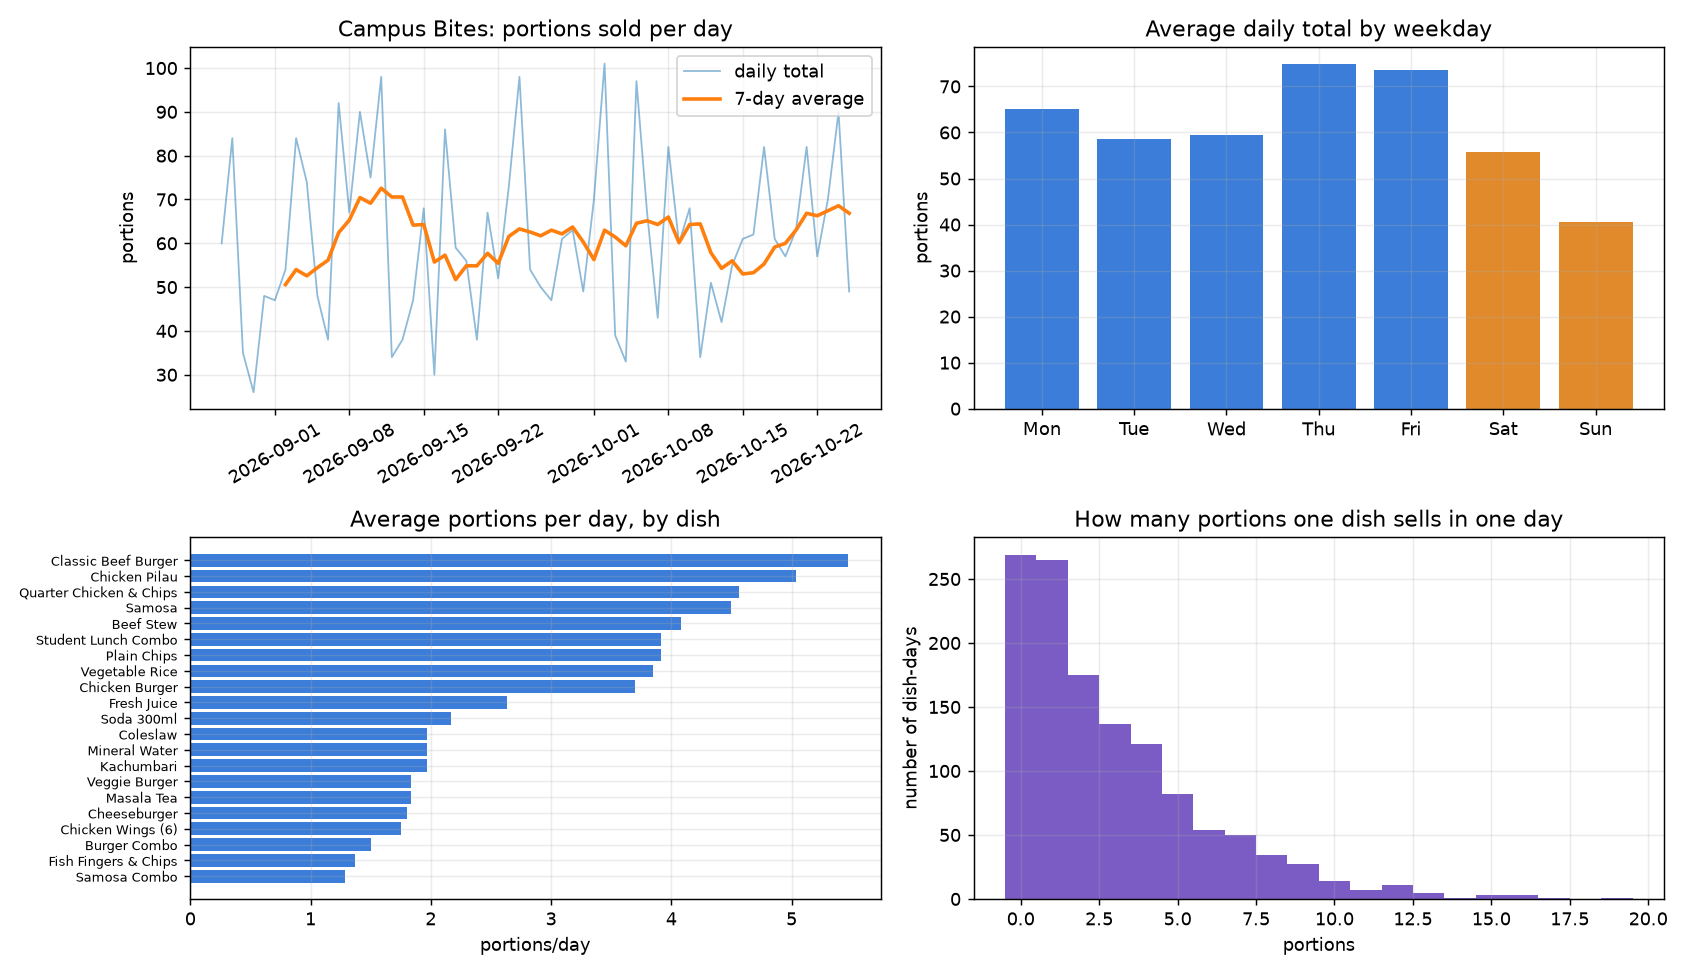 Campus Bites: portions sold per day
portions
100
90
80
70
60
50
40
30
daily total
7-day average
2026-09-01
2026-09-08
2026-09-15
2026-09-22
2026-10-01
2026-10-08
2026-10-15
2026-10-22
Average daily total by weekday
portions
70
60
50
40
30
20
10
0
Mon Tue Wed Thu Fri Sat Sun
Average portions per day, by dish
Classic Beef Burger
Chicken Pilau
Quarter Chicken & Chips
Samosa
Beef Stew
Student Lunch Combo
Plain Chips
Vegetable Rice
Chicken Burger
Fresh Juice
Soda 300ml
Coleslaw
Mineral Water
Kachumbari
Veggie Burger
Masala Tea
Cheeseburger
Chicken Wings (6)
Burger Combo
Fish Fingers & Chips
Samosa Combo
0 1 2 3 4 5
portions/day
How many portions one dish sells in one day
number of dish-days
250
200
150
100
50
0
0.0 2.5 5.0 7.5 10.0 12.5 15.0 17.5 20.0
portions